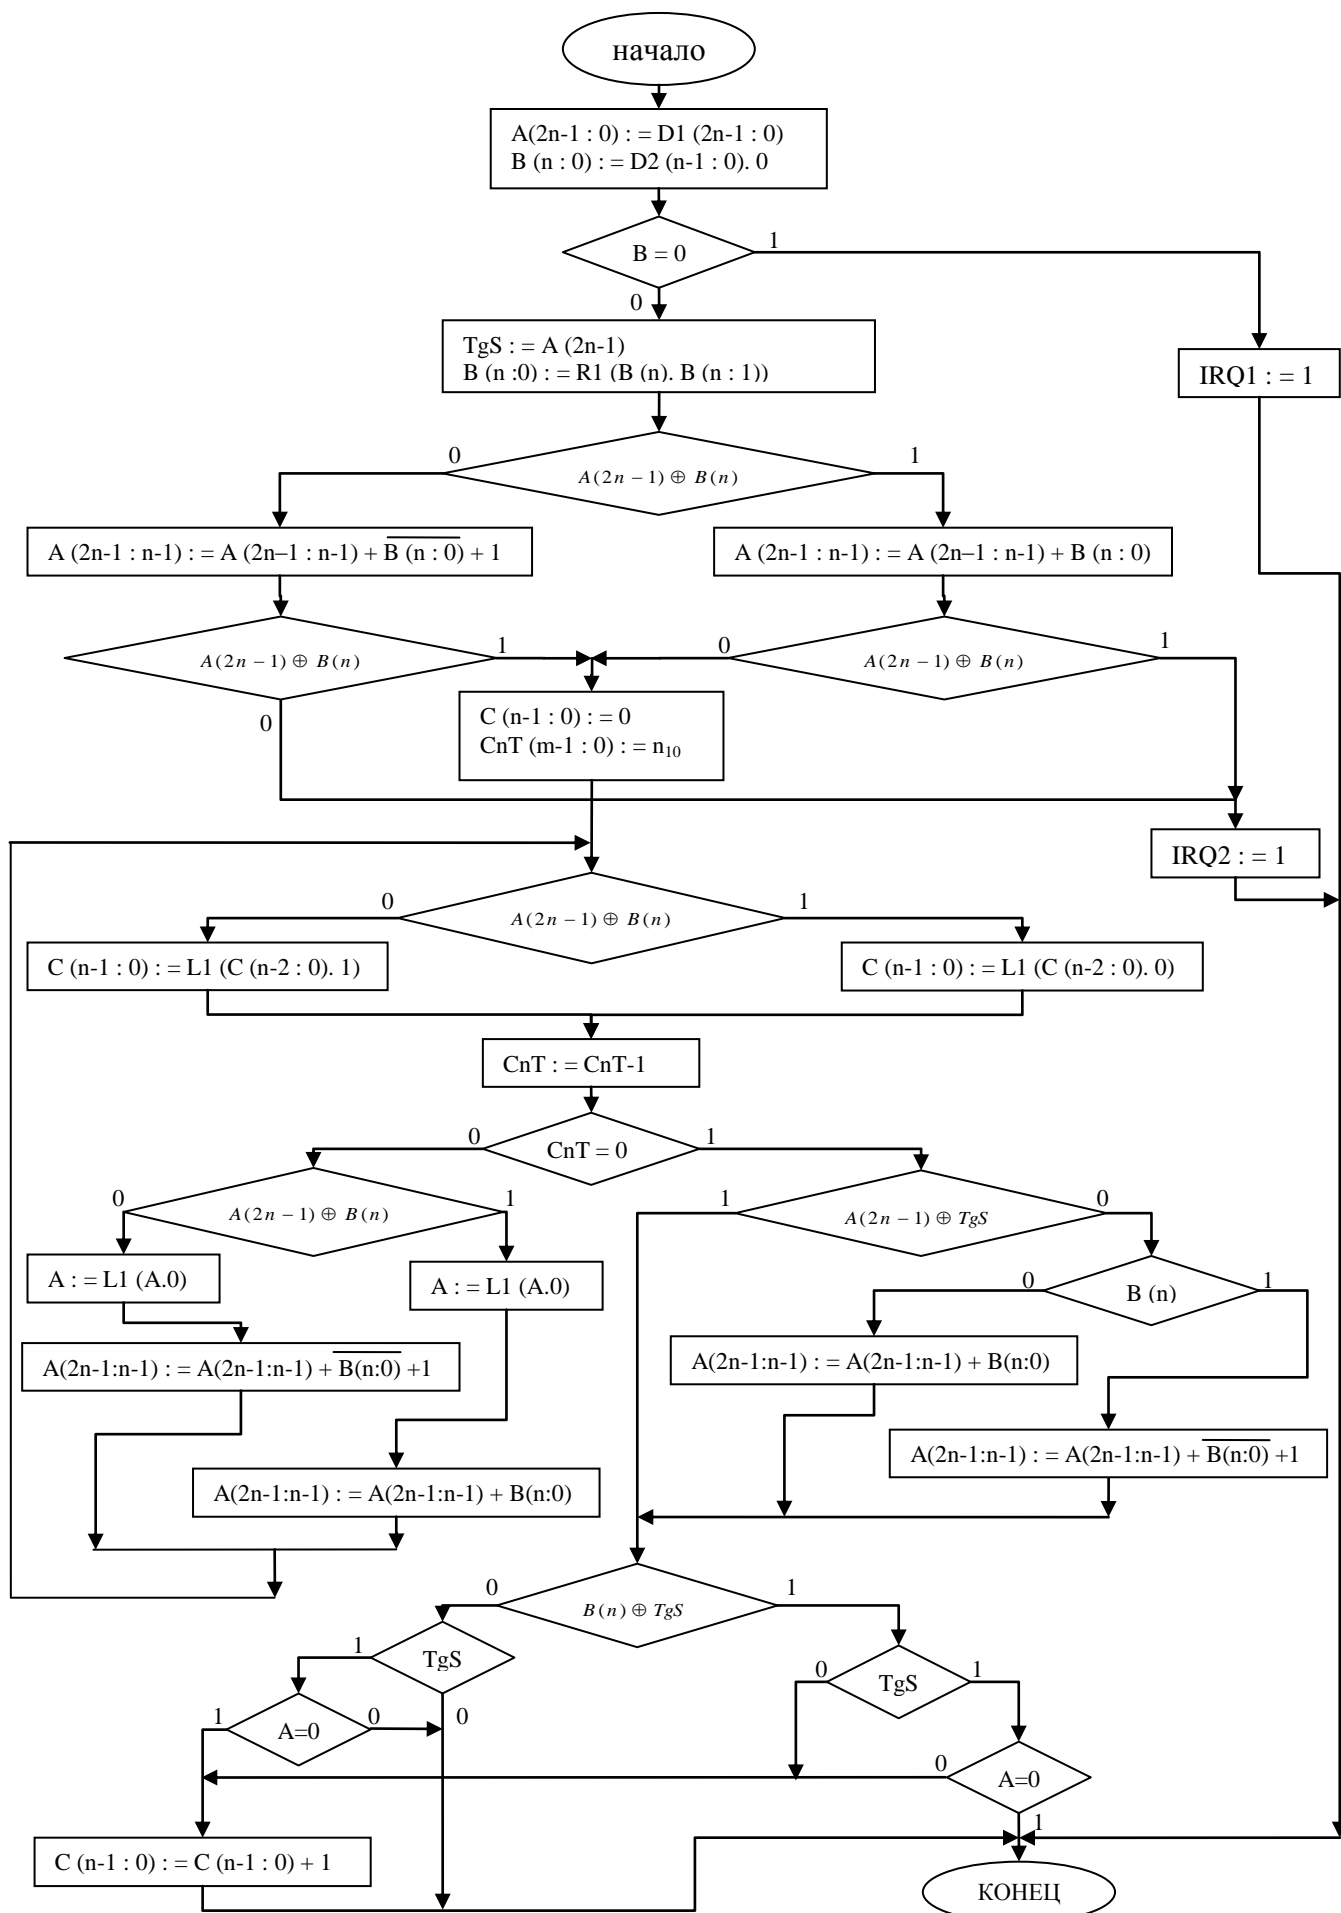 начало
A(2n-1 : 0) : = D1 (2n-1 : 0)
B (n : 0) : = D2 (n-1 : 0). 0
B = 0
1
0
TgS : = A (2n-1)
B (n :0) : = R1 (B (n). B (n : 1))
IRQ1 : = 1
0
A(2n − 1) ⊕ B(n)
1
A (2n-1 : n-1) : = A (2n–1 : n-1) + B (n : 0) + 1
A (2n-1 : n-1) : = A (2n–1 : n-1) + B (n : 0)
A(2n − 1) ⊕ B(n)
1
0
A(2n − 1) ⊕ B(n)
1
0
C (n-1 : 0) : = 0
CnT (m-1 : 0) : = n10
IRQ2 : = 1
0
A(2n − 1) ⊕ B(n)
1
C (n-1 : 0) : = L1 (C (n-2 : 0). 1)
C (n-1 : 0) : = L1 (C (n-2 : 0). 0)
CnT : = CnT-1
0
CnT = 0
1
0
A(2n − 1) ⊕ B(n)
1
1
A(2n − 1) ⊕ TgS
0
A : = L1 (A.0)
A : = L1 (A.0)
0
B (n)
1
A(2n-1:n-1) : = A(2n-1:n-1) + B(n:0) +1
A(2n-1:n-1) : = A(2n-1:n-1) + B(n:0)
A(2n-1:n-1) : = A(2n-1:n-1) + B(n:0) +1
A(2n-1:n-1) : = A(2n-1:n-1) + B(n:0)
0
B(n) ⊕ TgS
1
1
TgS
0
TgS
1
1
A=0
0
0
0
A=0
1
C (n-1 : 0) : = C (n-1 : 0) + 1
КОНЕЦ